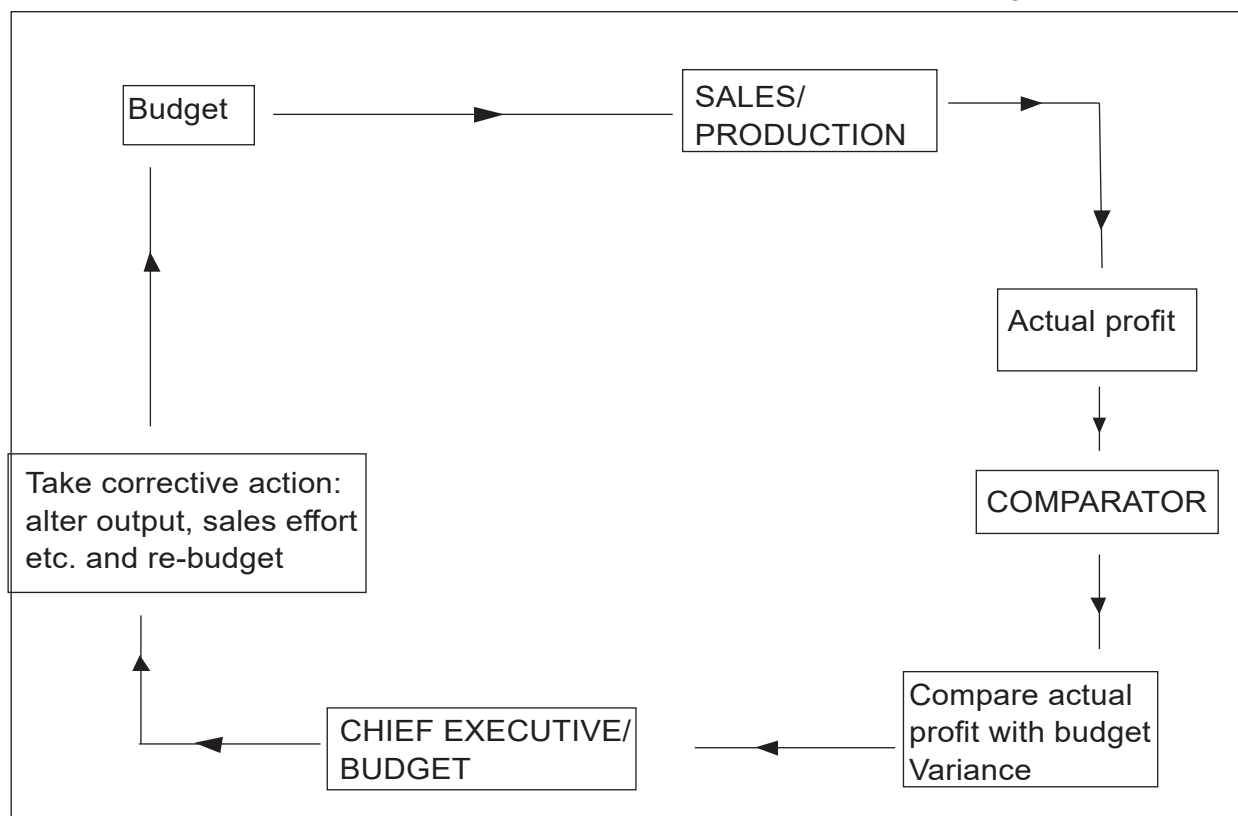 Budget
SALES/
PRODUCTION
Actual profit
COMPARATOR
Compare actual
profit with budget
Variance
CHIEF EXECUTIVE/
BUDGET
Take corrective action:
alter output, sales effort
etc. and re-budget